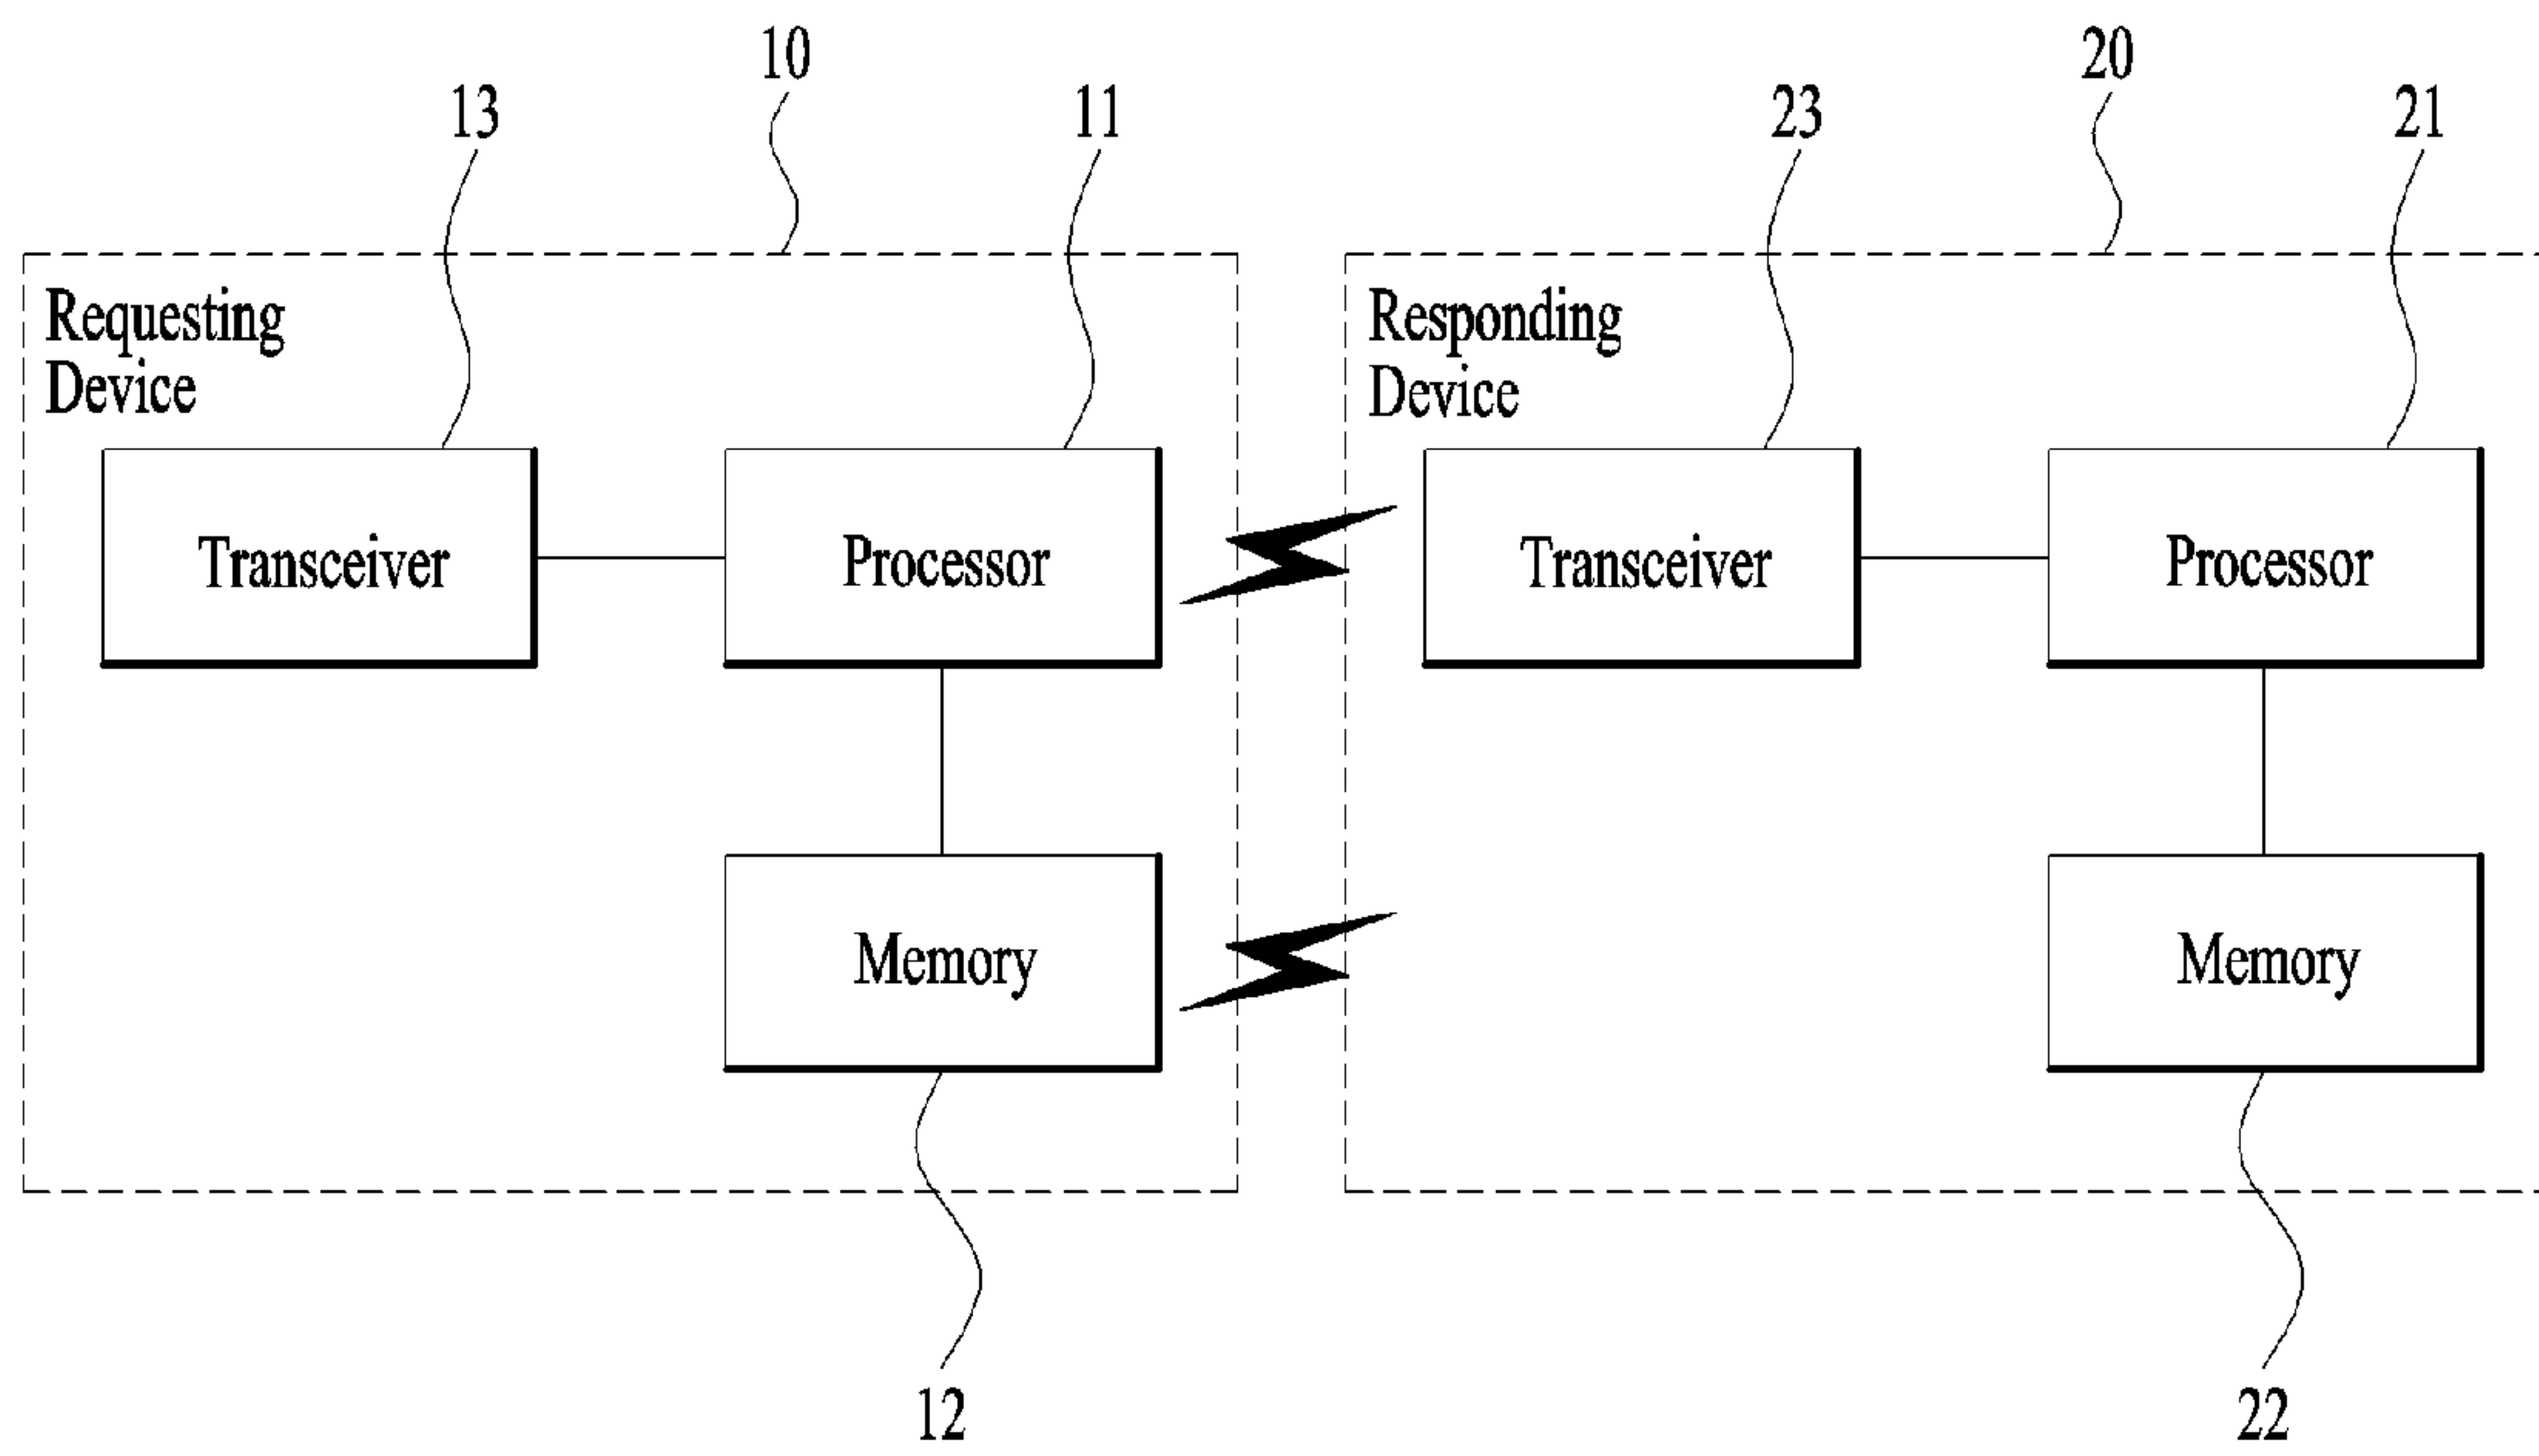 10
20
13
11
23
21
Requesting
Device
Responding
Device
Transceiver
Processor
Transceiver
Processor
Memory
Memory
12
22